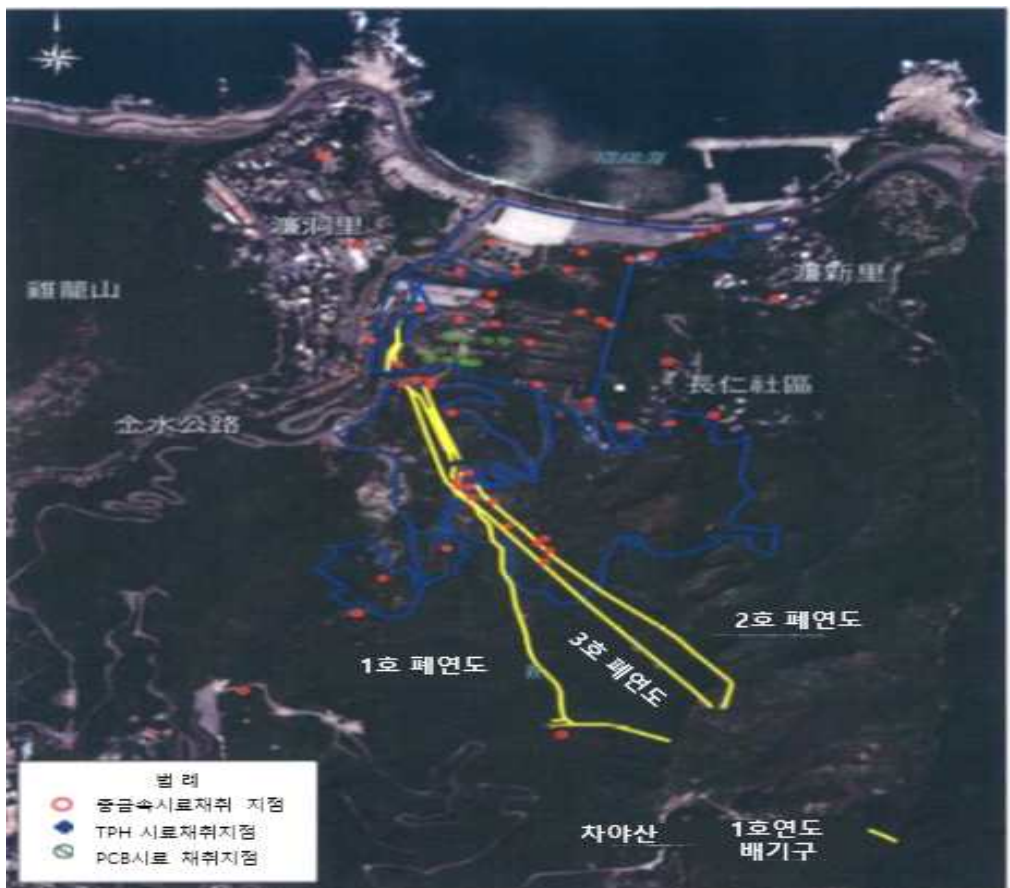 濂洞里
濂新里
雞龍山
長仁社區
金水公路
2호 폐연도
3호 폐연도
1호 폐연도
범 례
중금속시료채취 지점
TPH 시료채취지점
PCB시료 채취지점
차야산
1호연도
배기구